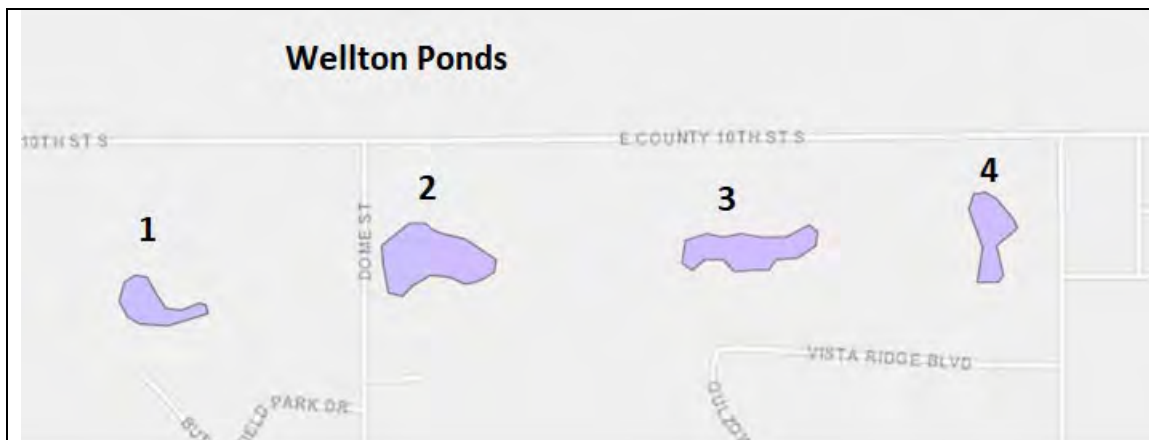 Wellton Ponds
10TH ST S
E COUNTY 10TH ST S
4
2
3
1
DOME ST
VISTA RIDGE BLVD
PARK DR